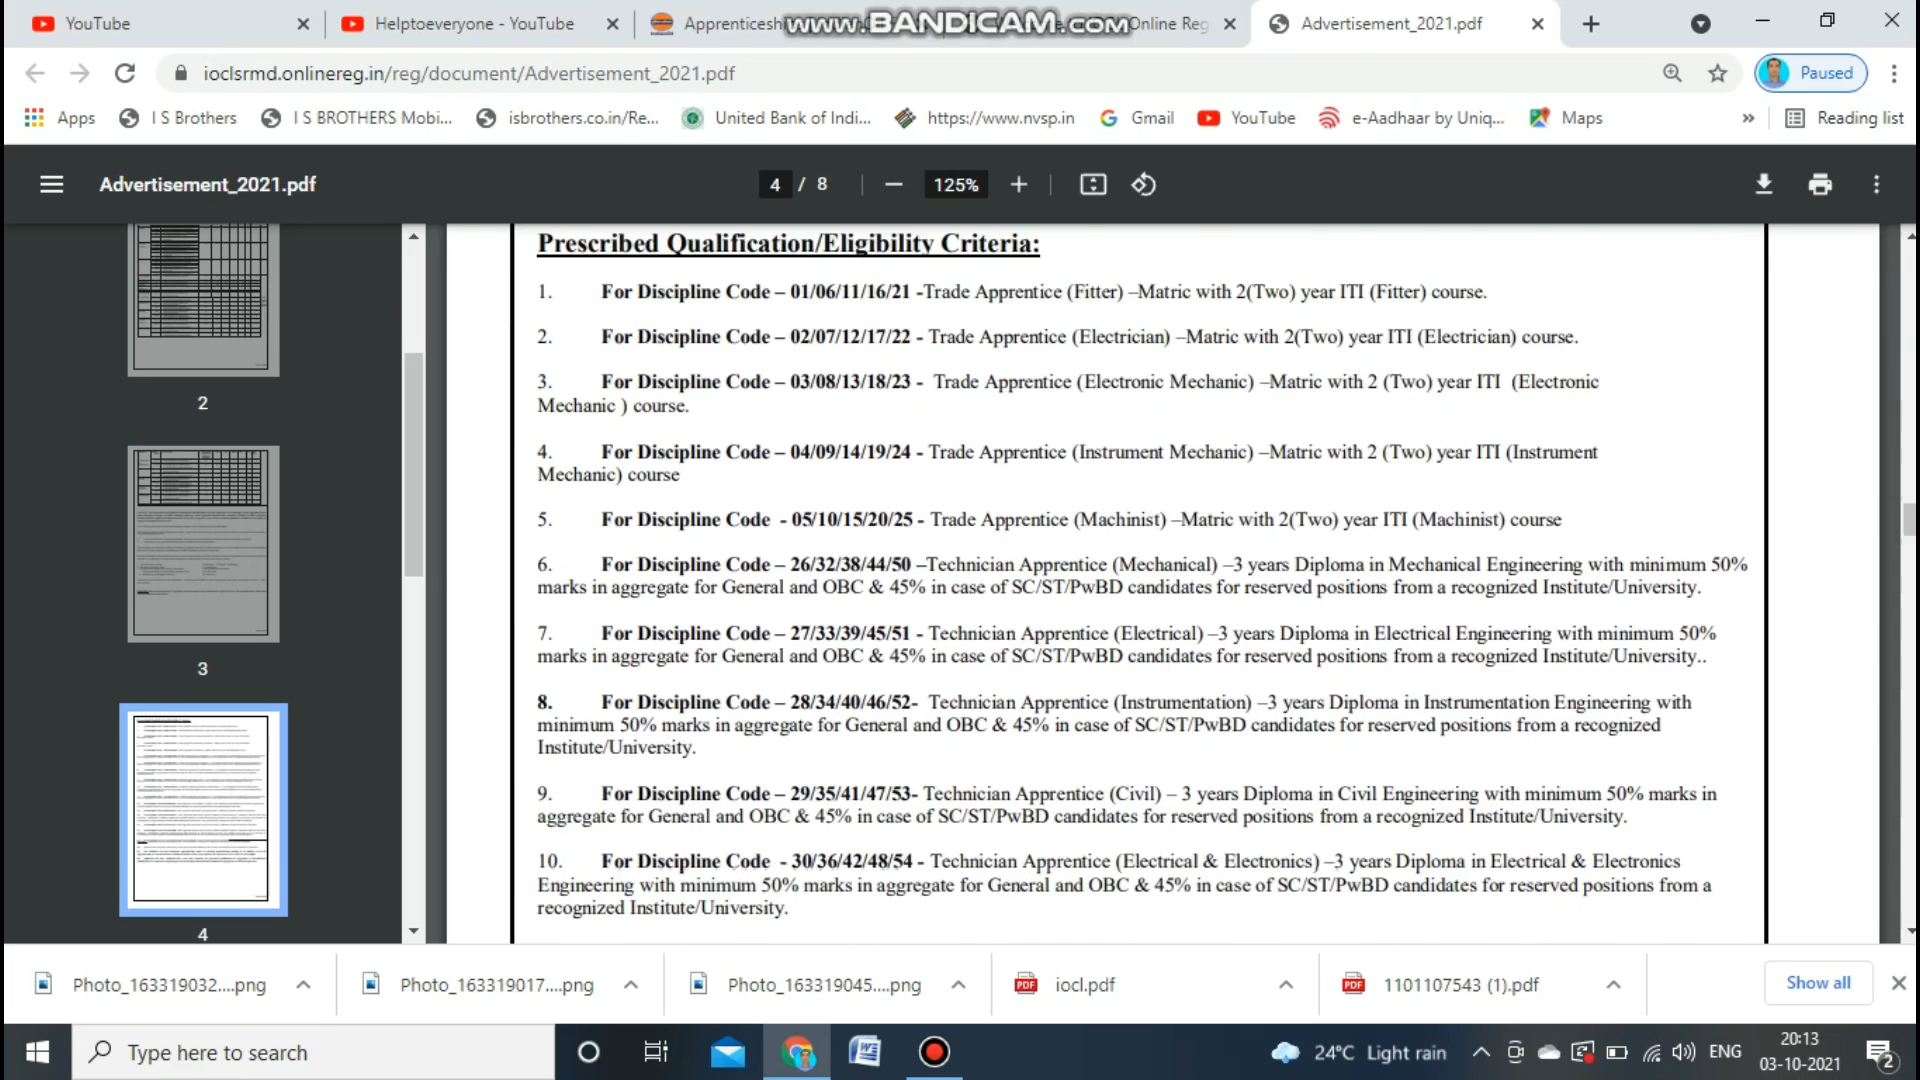 YouTube
Helptoeveryone - YouTube
Apprenticeshi
www.BANDICAM.com
Online Reg
Advertisement_2021.pdf
ioclsrmd.onlinereg.in/reg/document/Advertisement_2021.pdf
Paused
Apps
I S Brothers
I S BROTHERS Mobi...
isbrothers.co.in/Re...
United Bank of Indi...
https://www.nvsp.in
Gmail
YouTube
e-Aadhaar by Uniq...
Maps
»
Reading list
Advertisement_2021.pdf
4 / 8
125%
Prescribed Qualification/Eligibility Criteria:
1. For Discipline Code – 01/06/11/16/21 -Trade Apprentice (Fitter) –Matric with 2(Two) year ITI (Fitter) course.
2. For Discipline Code – 02/07/12/17/22 - Trade Apprentice (Electrician) –Matric with 2(Two) year ITI (Electrician) course.
3. For Discipline Code – 03/08/13/18/23 - Trade Apprentice (Electronic Mechanic) –Matric with 2 (Two) year ITI (Electronic
Mechanic ) course.
4. For Discipline Code – 04/09/14/19/24 - Trade Apprentice (Instrument Mechanic) –Matric with 2 (Two) year ITI (Instrument
Mechanic) course
5. For Discipline Code - 05/10/15/20/25 - Trade Apprentice (Machinist) –Matric with 2(Two) year ITI (Machinist) course
6. For Discipline Code – 26/32/38/44/50 –Technician Apprentice (Mechanical) –3 years Diploma in Mechanical Engineering with minimum 50%
marks in aggregate for General and OBC & 45% in case of SC/ST/PwBD candidates for reserved positions from a recognized Institute/University.
7. For Discipline Code – 27/33/39/45/51 - Technician Apprentice (Electrical) –3 years Diploma in Electrical Engineering with minimum 50%
marks in aggregate for General and OBC & 45% in case of SC/ST/PwBD candidates for reserved positions from a recognized Institute/University..
8. For Discipline Code – 28/34/40/46/52- Technician Apprentice (Instrumentation) –3 years Diploma in Instrumentation Engineering with
minimum 50% marks in aggregate for General and OBC & 45% in case of SC/ST/PwBD candidates for reserved positions from a recognized
Institute/University.
9. For Discipline Code – 29/35/41/47/53- Technician Apprentice (Civil) – 3 years Diploma in Civil Engineering with minimum 50% marks in
aggregate for General and OBC & 45% in case of SC/ST/PwBD candidates for reserved positions from a recognized Institute/University.
10. For Discipline Code - 30/36/42/48/54 - Technician Apprentice (Electrical & Electronics) –3 years Diploma in Electrical & Electronics
Engineering with minimum 50% marks in aggregate for General and OBC & 45% in case of SC/ST/PwBD candidates for reserved positions from a
recognized Institute/University.
2
3
4
Photo_163319032....png
Photo_163319017....png
Photo_163319045....png
iocl.pdf
1101107543 (1).pdf
Show all
Type here to search
24°C Light rain
ENG
20:13
03-10-2021
2